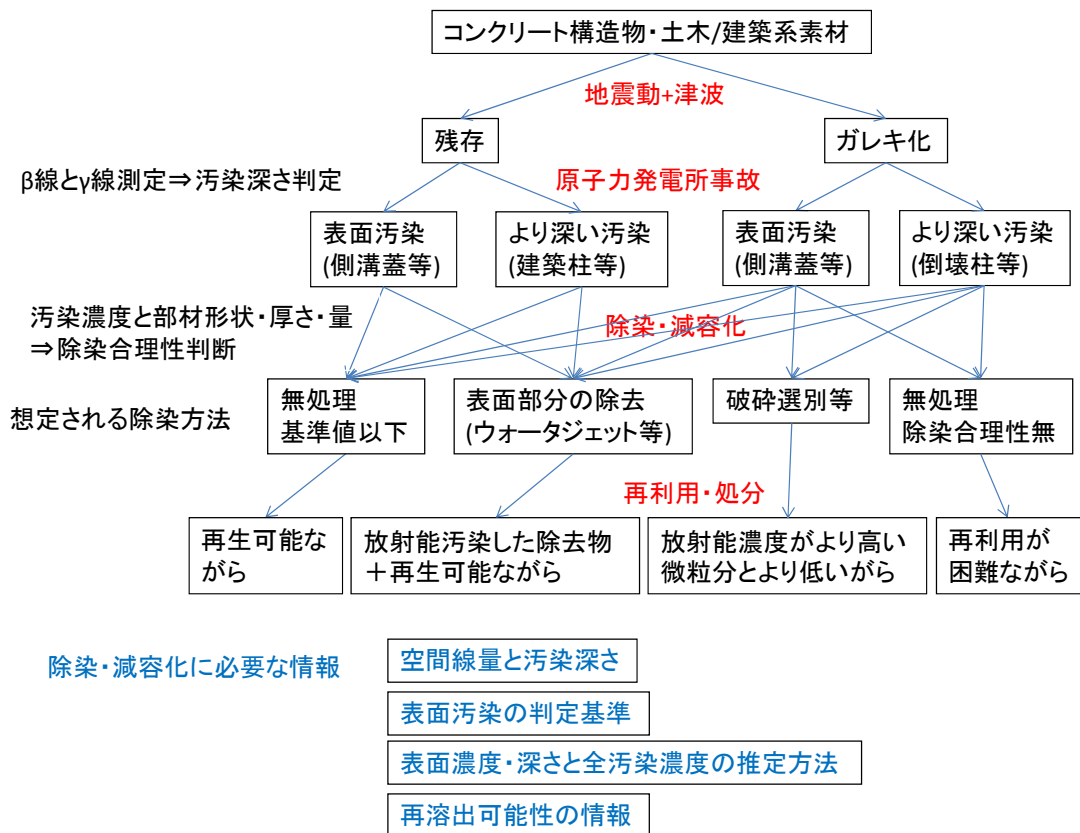 コンクリート構造物・土木/建築系素材
地震動+津波
残存
ガレキ化
β線とγ線測定⇒汚染深さ判定
原子力発電所事故
表面汚染
(側溝蓋等)
より深い汚染
(建築柱等)
表面汚染
(側溝蓋等)
より深い汚染
(倒壊柱等)
汚染濃度と部材形状・厚さ・量
⇒除染合理性判断
除染・減容化
想定される除染方法
無処理
基準値以下
表面部分の除去
(ウォータジェット等)
破砕選別等
無処理
除染合理性無
再利用・処分
再生可能な
がら
放射能汚染した除去物
＋再生可能ながら
放射能濃度がより高い
微粒分とより低いがら
再利用が
困難ながら
除染・減容化に必要な情報
空間線量と汚染深さ
表面汚染の判定基準
表面濃度・深さと全汚染濃度の推定方法
再溶出可能性の情報